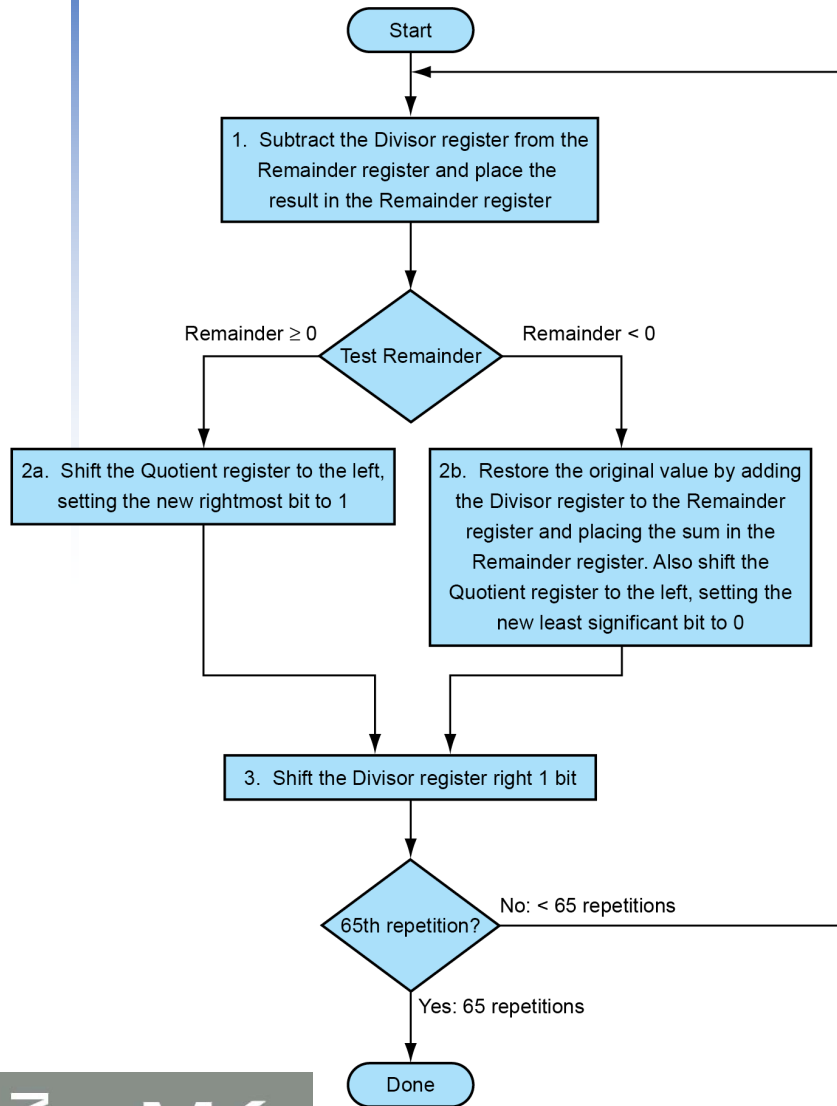 Start
1. Subtract the Divisor register from the
Remainder register and place the
result in the Remainder register
Remainder ≥ 0
Test Remainder
Remainder < 0
2a. Shift the Quotient register to the left,
setting the new rightmost bit to 1
2b. Restore the original value by adding
the Divisor register to the Remainder
register and placing the sum in the
Remainder register. Also shift the
Quotient register to the left, setting the
new least significant bit to 0
3. Shift the Divisor register right 1 bit
65th repetition?
No: < 65 repetitions
Yes: 65 repetitions
Done